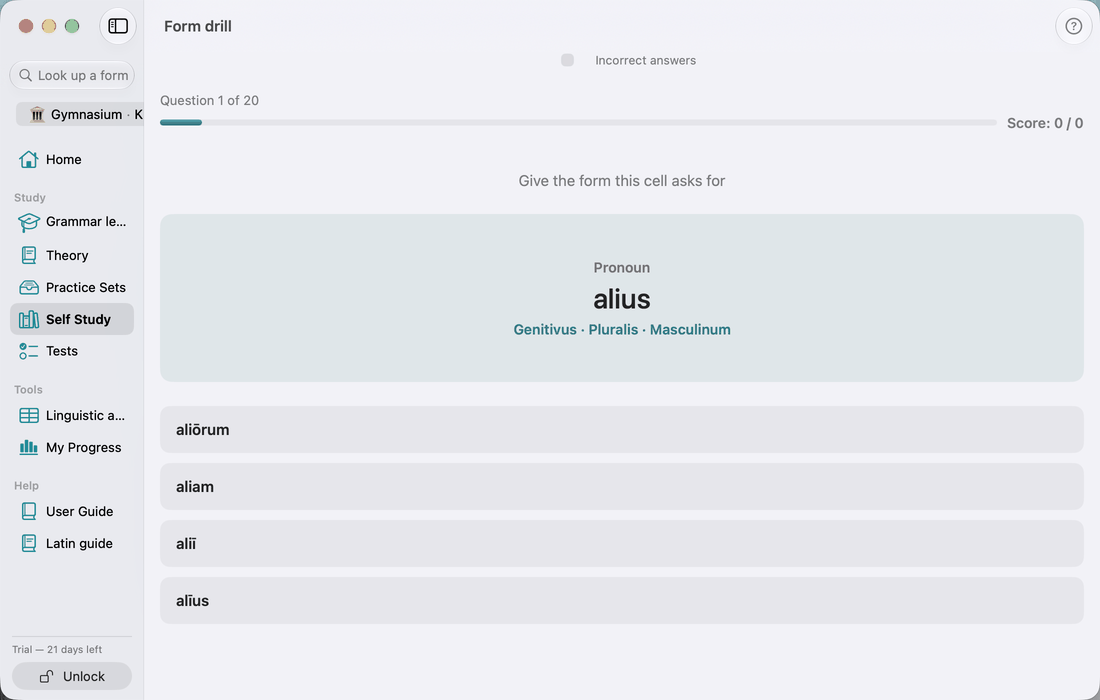 Form drill
Look up a form
Incorrect answers
Gymnasium · K
Question 1 of 20
Score: 0 / 0
Home
Study
Grammar le...
Theory
Practice Sets
Self Study
Tests
Tools
Linguistic a...
My Progress
Help
User Guide
Latin guide
Trial — 21 days left
Unlock
Give the form this cell asks for
Pronoun
alius
Genitivus · Pluralis · Masculinum
aliōrum
aliam
aliī
alīus